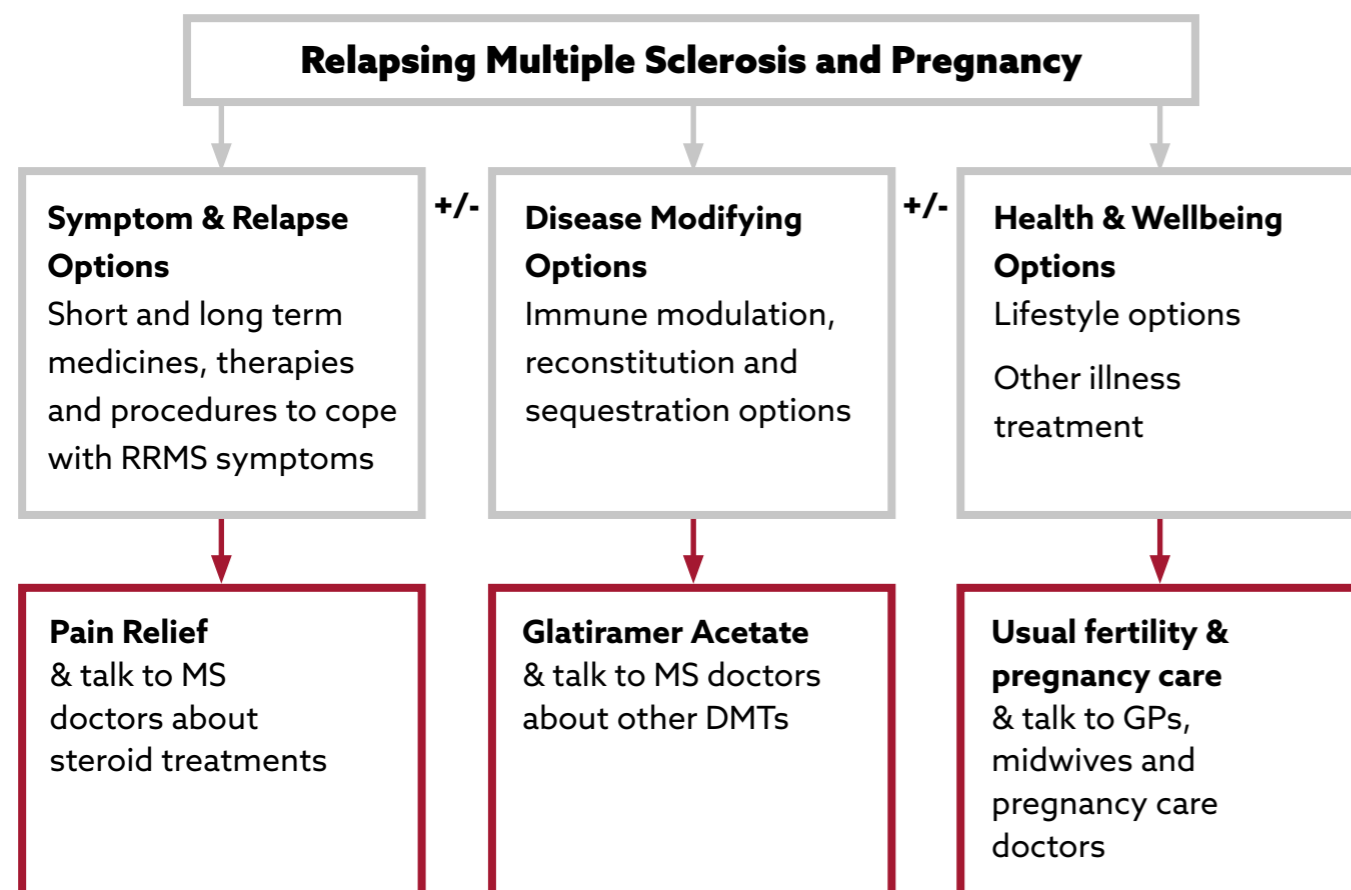 Relapsing Multiple Sclerosis and Pregnancy
Symptom & Relapse
Options
Short and long term
medicines, therapies
and procedures to cope
with RRMS symptoms
+/-
Disease Modifying
Options
Immune modulation,
reconstitution and
sequestration options
+/-
Health & Wellbeing
Options
Lifestyle options
Other illness
treatment
Pain Relief
& talk to MS
doctors about
steroid treatments
Glatiramer Acetate
& talk to MS doctors
about other DMTs
Usual fertility &
pregnancy care
& talk to GPs,
midwives and
pregnancy care
doctors